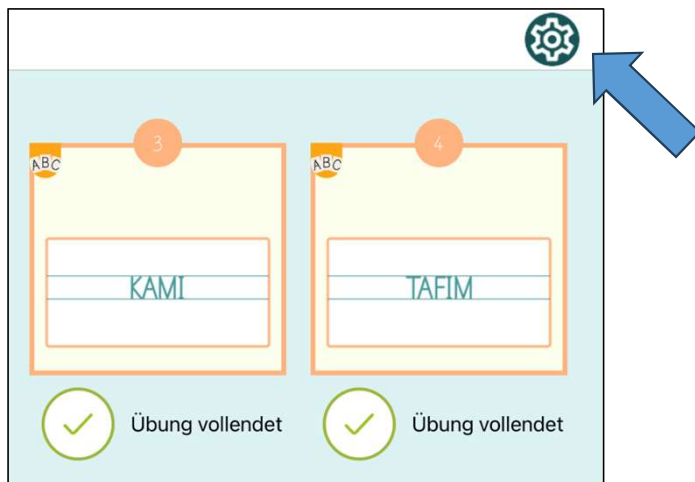 3
4
ABC
ABC
KAMI
TAFIM
Übung vollendet
Übung vollendet